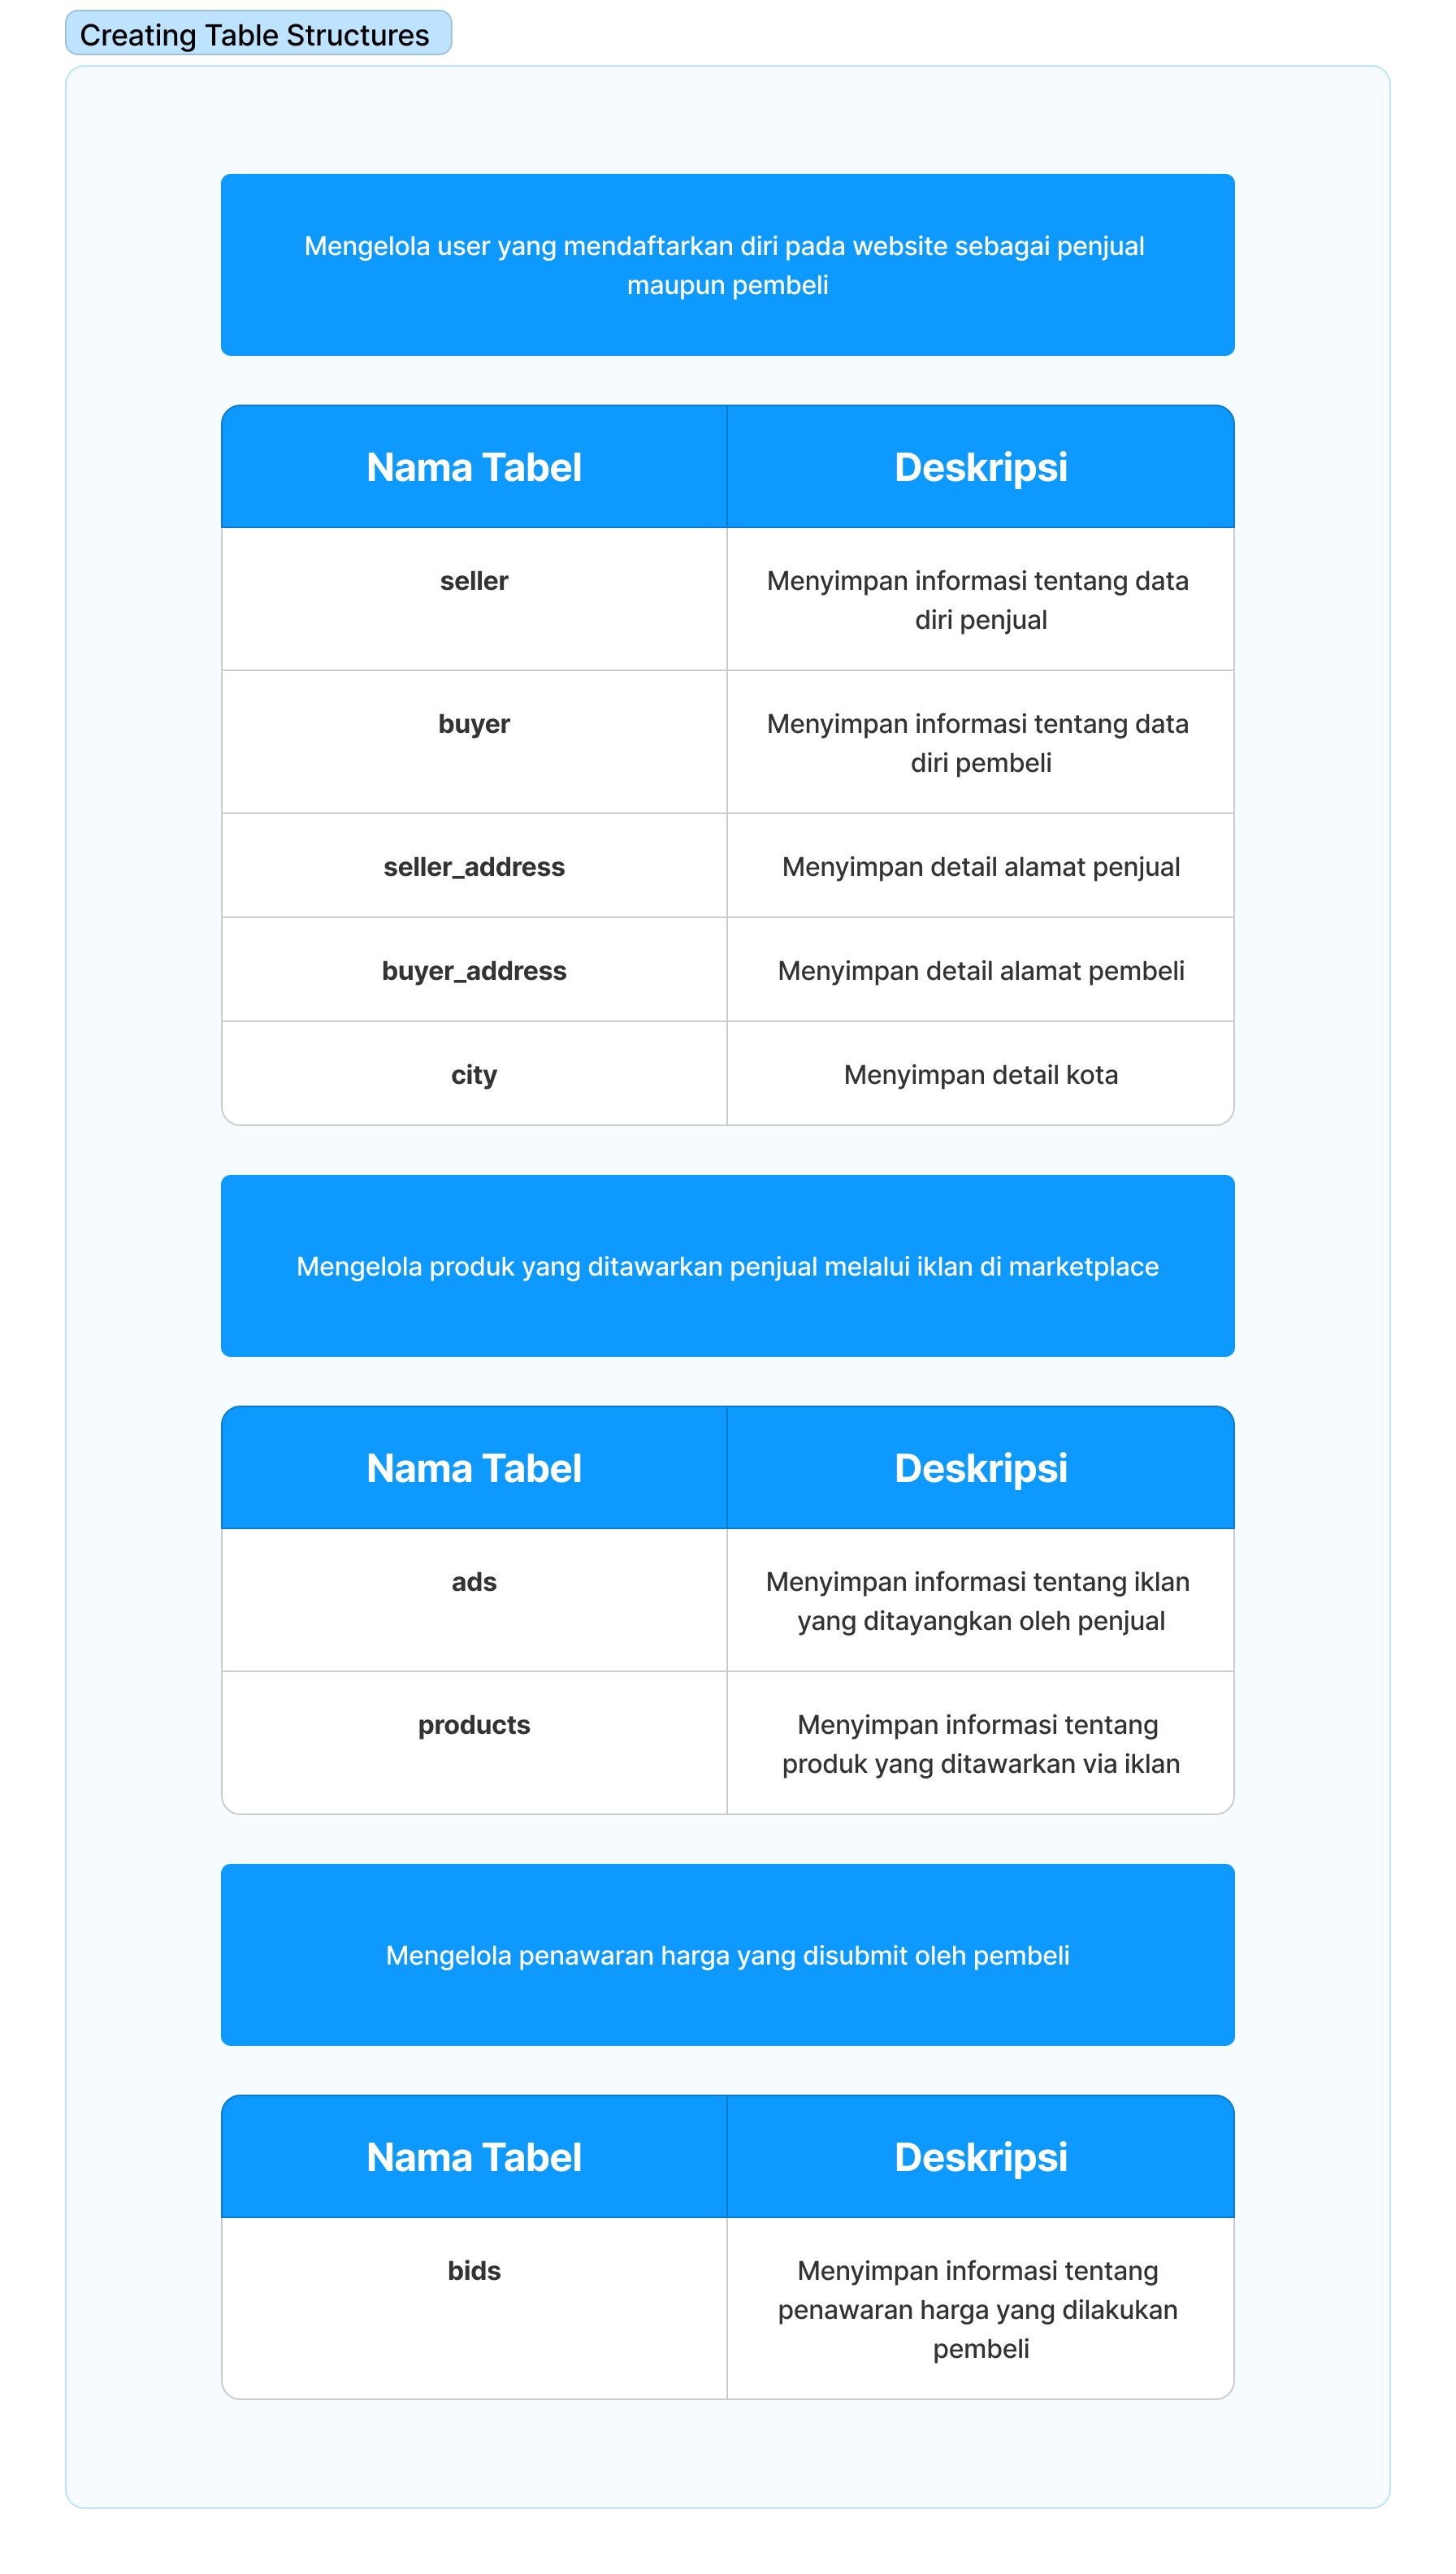 Creating Table Structures
Mengelola user yang mendaftarkan diri pada website sebagai penjual
maupun pembeli
Nama Tabel
Deskripsi
seller
Menyimpan informasi tentang data
diri penjual
buyer
Menyimpan informasi tentang data
diri pembeli
seller_address
Menyimpan detail alamat penjual
buyer_address
Menyimpan detail alamat pembeli
city
Menyimpan detail kota
Mengelola produk yang ditawarkan penjual melalui iklan di marketplace
Nama Tabel
Deskripsi
ads
Menyimpan informasi tentang iklan
yang ditayangkan oleh penjual
products
Menyimpan informasi tentang
produk yang ditawarkan via iklan
Mengelola penawaran harga yang disubmit oleh pembeli
Nama Tabel
Deskripsi
bids
Menyimpan informasi tentang
penawaran harga yang dilakukan
pembeli